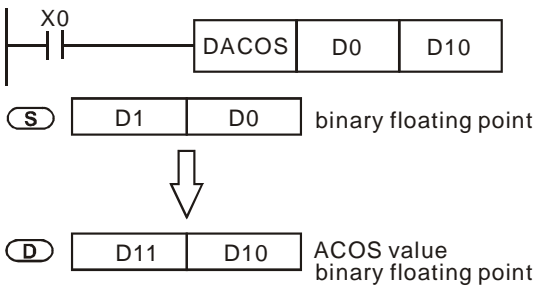 X0
DACOS D0 D10
S D1 D0 binary floating point
D D11 D10 ACOS value
binary floating point